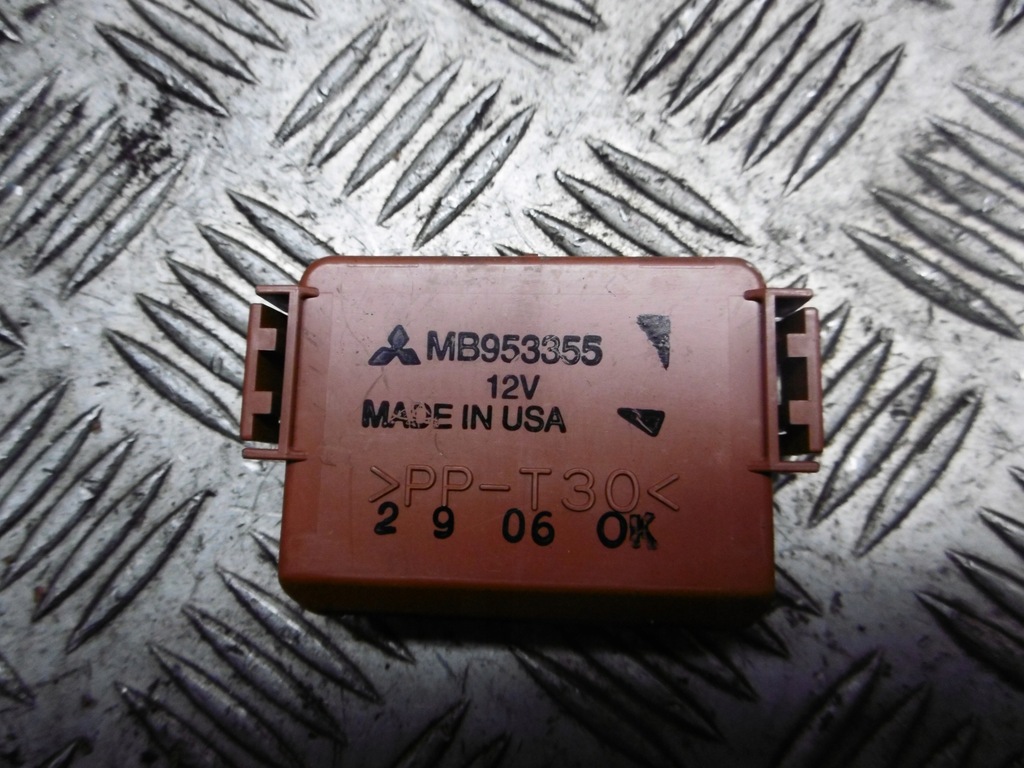 MB953355
12V
MADE IN USA
>PP-T30<
2 9 06 OK